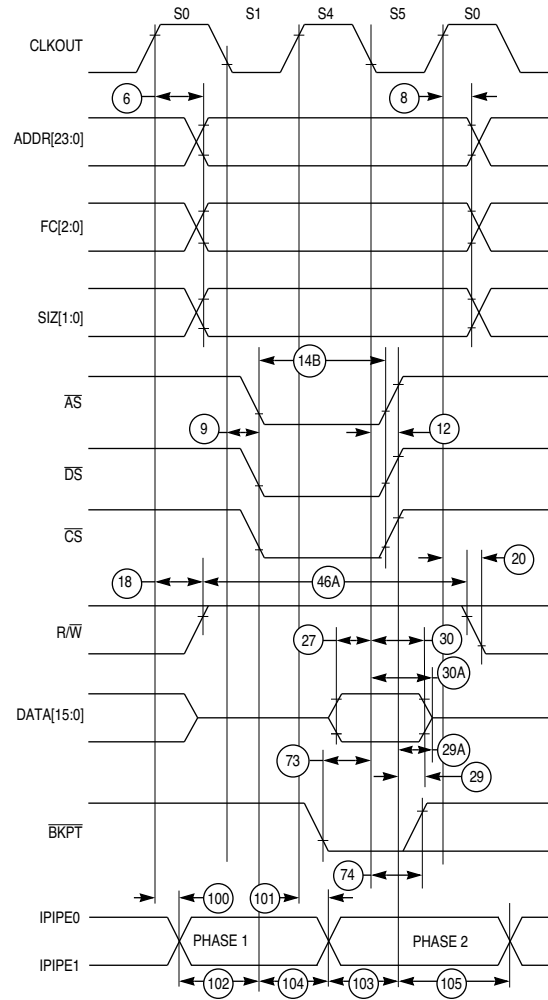 S0 S1 S4 S5 S0
CLKOUT
6 8
ADDR[23:0]
FC[2:0]
SIZ[1:0]
14B
AS
9 12
DS
CS
20
18 46A
R/W
27 30
30A
DATA[15:0]
29A
73 29
BKPT
74
100 101
IPIPE0
PHASE 1 PHASE 2
IPIPE1
102 104 103 105